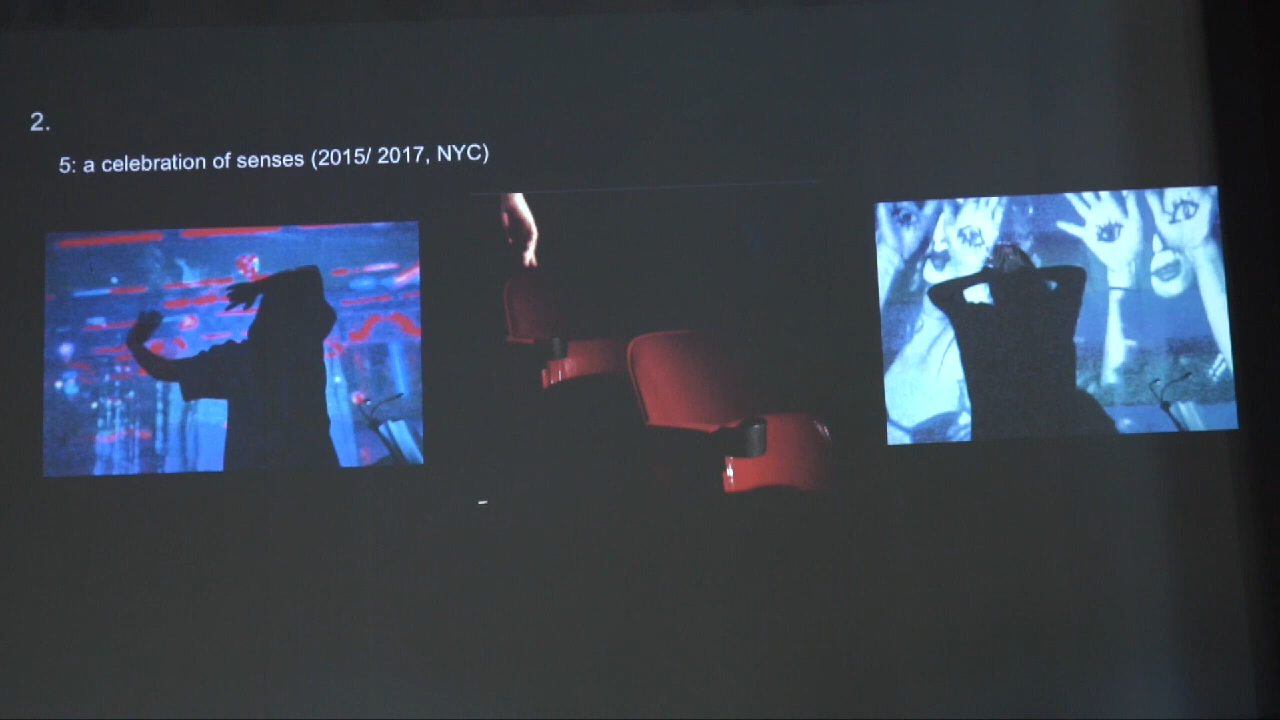 2.
5: a celebration of senses (2015/ 2017, NYC)